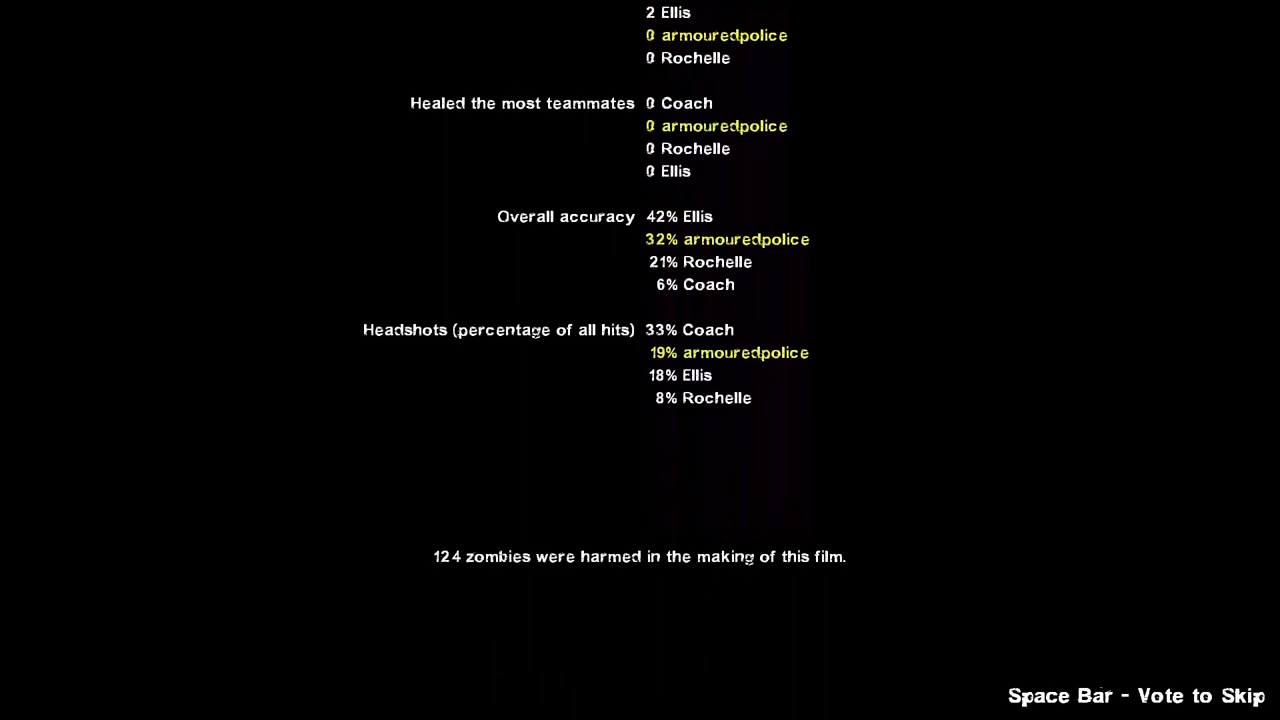 2 Ellis
0 armouredpolice
0 Rochelle
Healed the most teammates 0 Coach
0 armouredpolice
0 Rochelle
0 Ellis
Overall accuracy 42% Ellis
32% armouredpolice
21% Rochelle
6% Coach
Headshots (percentage of all hits) 33% Coach
19% armouredpolice
18% Ellis
8% Rochelle
124 zombies were harmed in the making of this film.
Space Bar - Vote to Skip